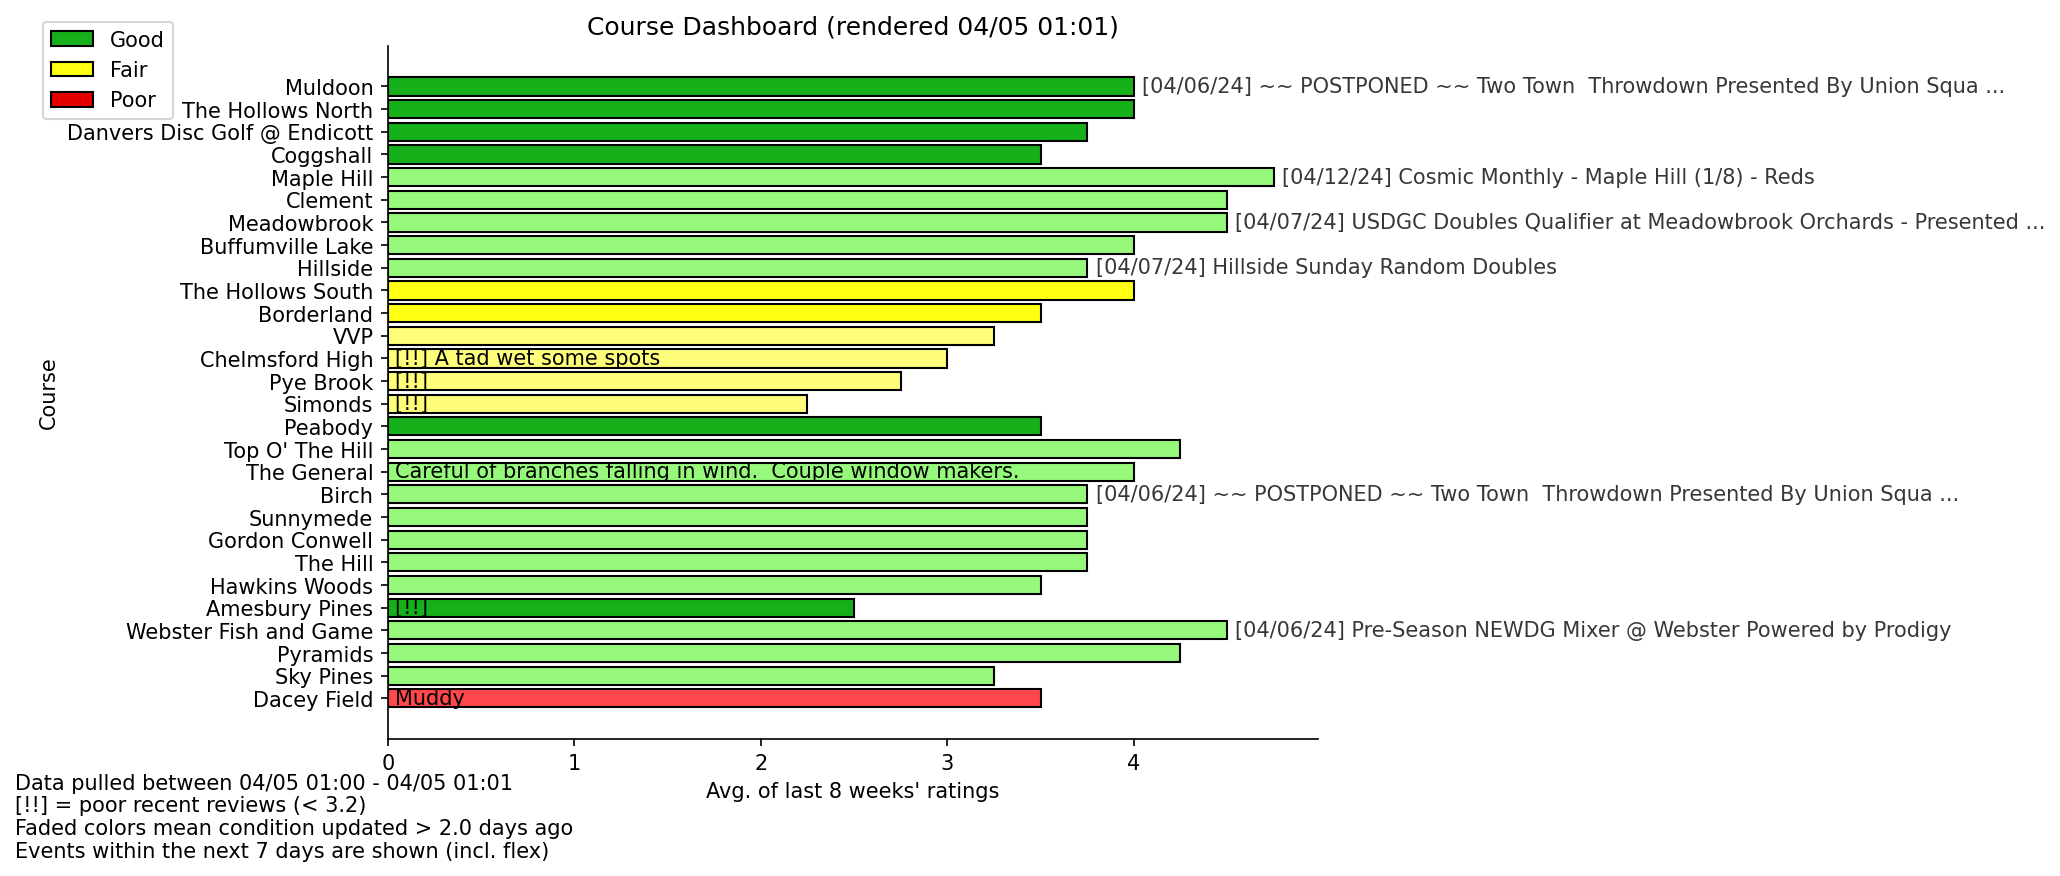 Course Dashboard (rendered 04/05 01:01)
Good
Fair
Poor
Muldoon [04/06/24] ~~ POSTPONED ~~ Two Town  Throwdown Presented By Union Squa ...
The Hollows North
Danvers Disc Golf @ Endicott
Coggshall
Maple Hill [04/12/24] Cosmic Monthly - Maple Hill (1/8) - Reds
Clement
Meadowbrook [04/07/24] USDGC Doubles Qualifier at Meadowbrook Orchards - Presented ...
Buffumville Lake
Hillside [04/07/24] Hillside Sunday Random Doubles
The Hollows South
Borderland
VVP
Chelmsford High [!!] A tad wet some spots
Pye Brook [!!]
Simonds [!!]
Peabody
Top O' The Hill
The General Careful of branches falling in wind.  Couple window makers.
Birch [04/06/24] ~~ POSTPONED ~~ Two Town  Throwdown Presented By Union Squa ...
Sunnymede
Gordon Conwell
The Hill
Hawkins Woods
Amesbury Pines [!!]
Webster Fish and Game [04/06/24] Pre-Season NEWDG Mixer @ Webster Powered by Prodigy
Pyramids
Sky Pines
Dacey Field Muddy
Course
0 1 2 3 4
Avg. of last 8 weeks' ratings
Data pulled between 04/05 01:00 - 04/05 01:01
[!!] = poor recent reviews (< 3.2)
Faded colors mean condition updated > 2.0 days ago
Events within the next 7 days are shown (incl. flex)